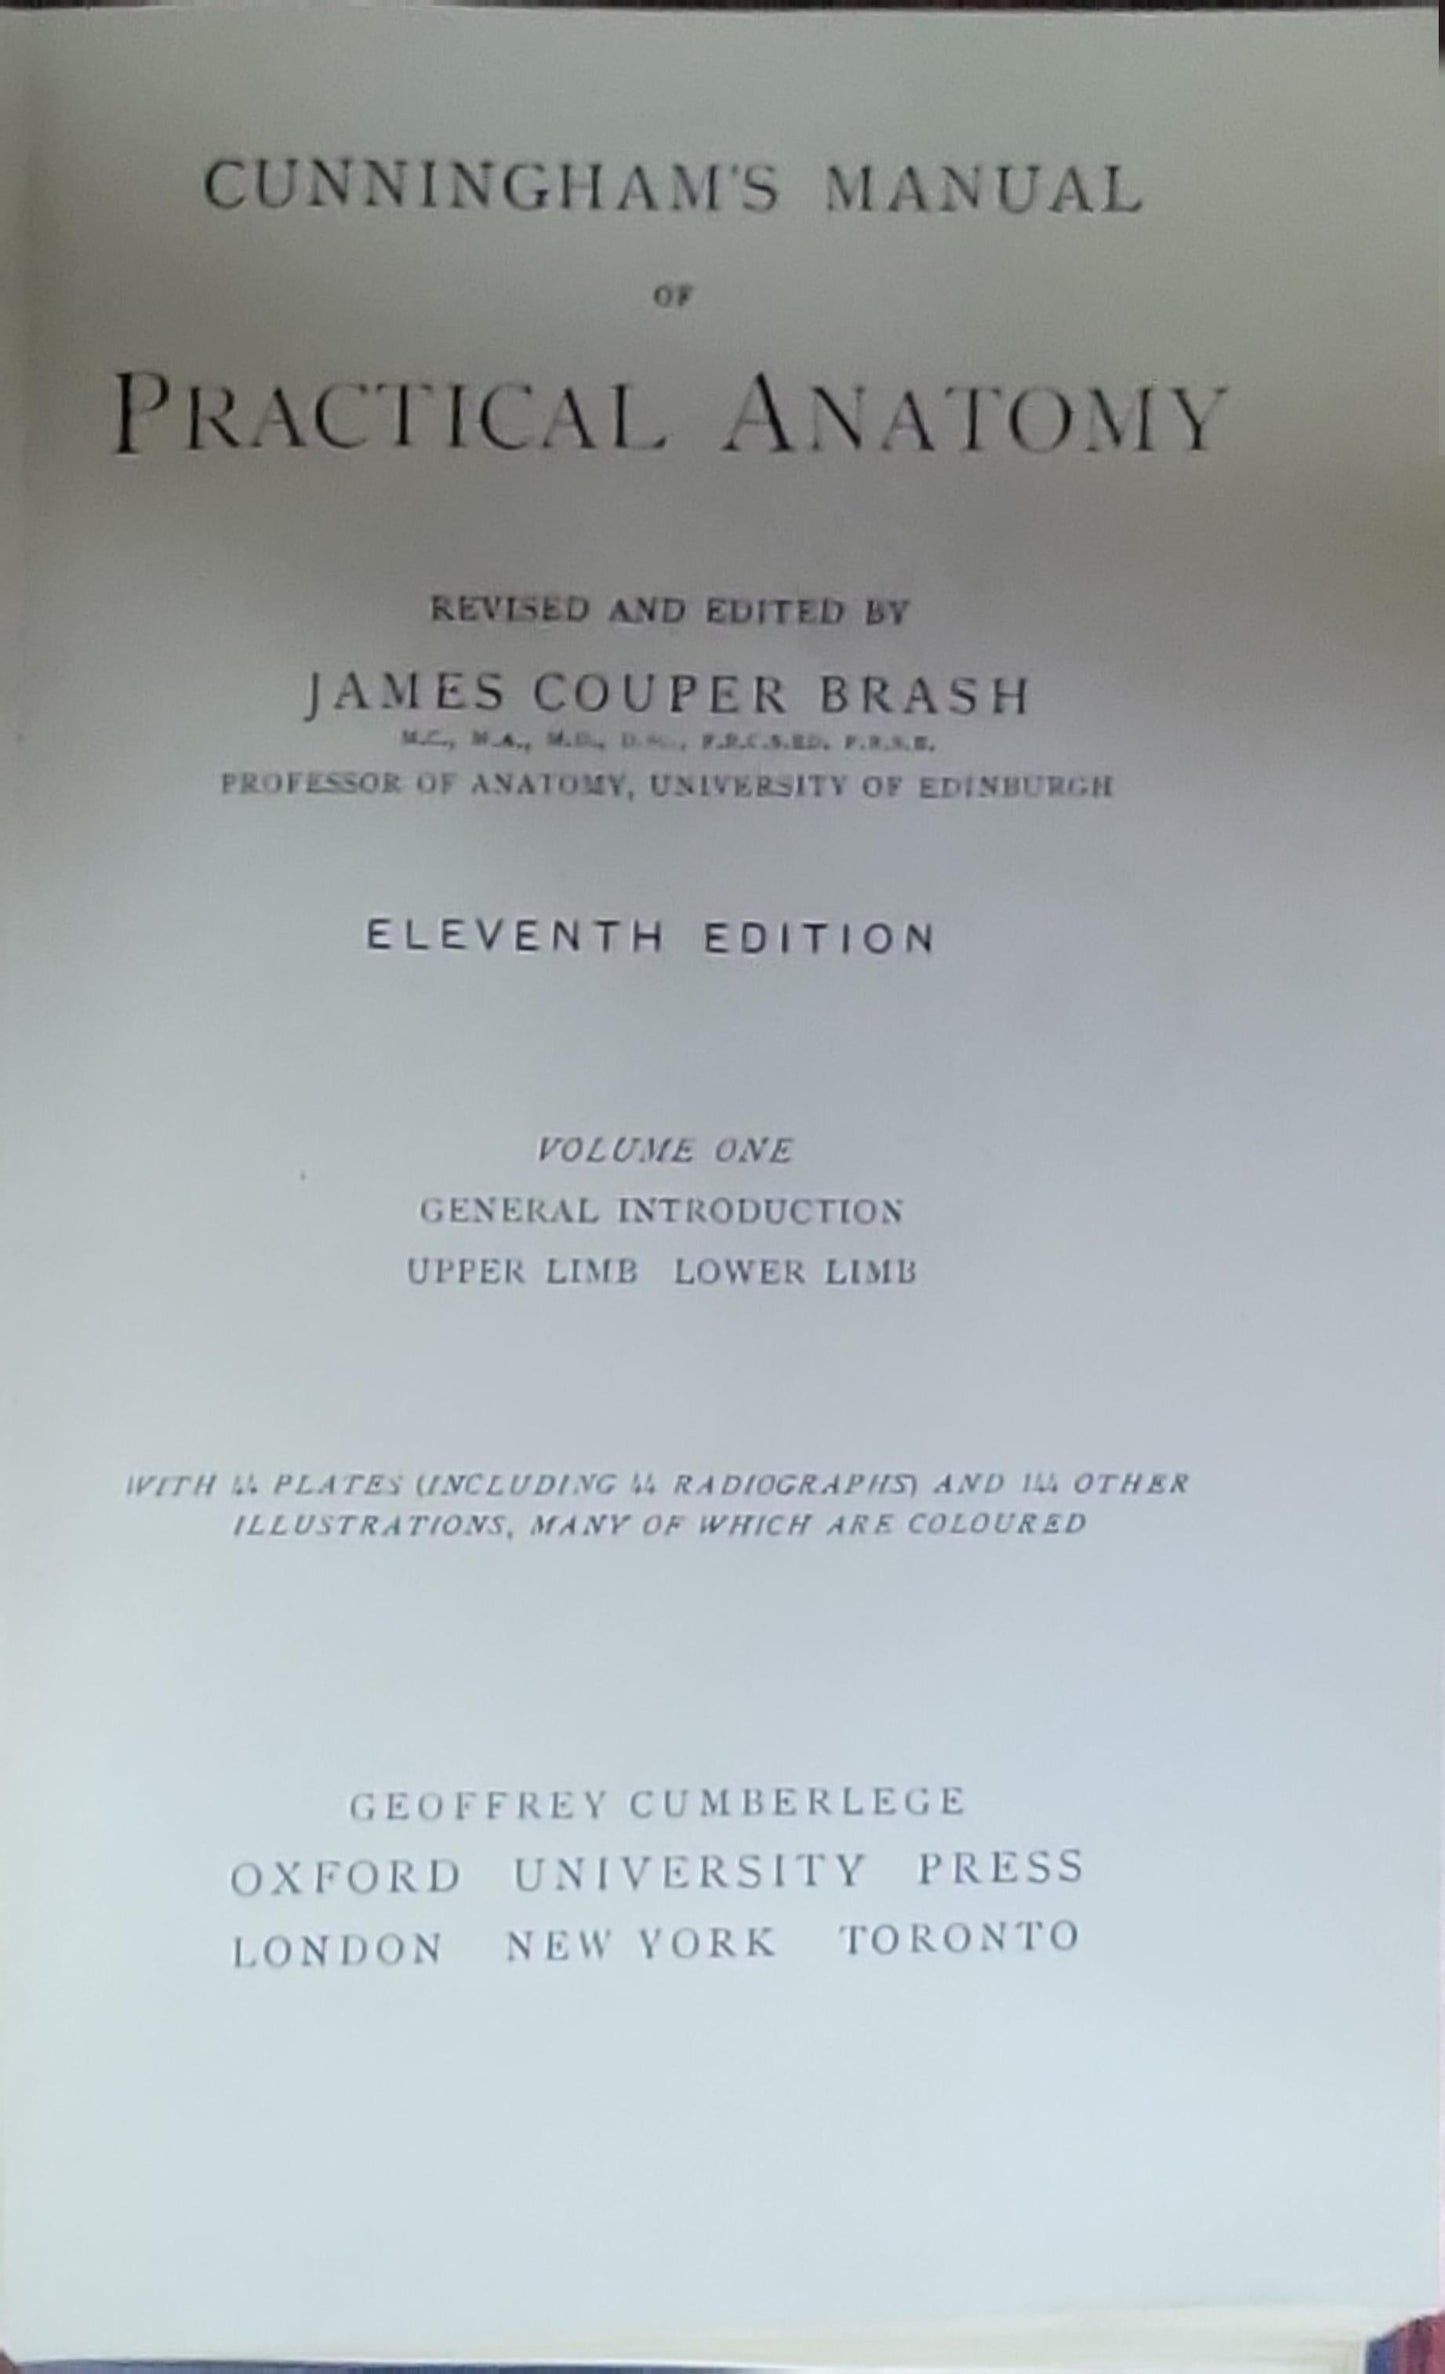 CUNNINGHAM'S MANUAL
OF
PRACTICAL ANATOMY
REVISED AND EDITED BY
JAMES COUPER BRASH
M.C., M.A., M.D., D.Sc., F.R.C.S.ED. F.R.S.E.
PROFESSOR OF ANATOMY, UNIVERSITY OF EDINBURGH
ELEVENTH EDITION
VOLUME ONE
GENERAL INTRODUCTION
UPPER LIMB LOWER LIMB
WITH PLATES (INCLUDING RADIOGRAPHS) AND OTHER
ILLUSTRATIONS, MANY OF WHICH ARE COLOURED
GEOFFREY CUMBERLEGE
OXFORD UNIVERSITY PRESS
LONDON NEW YORK TORONTO